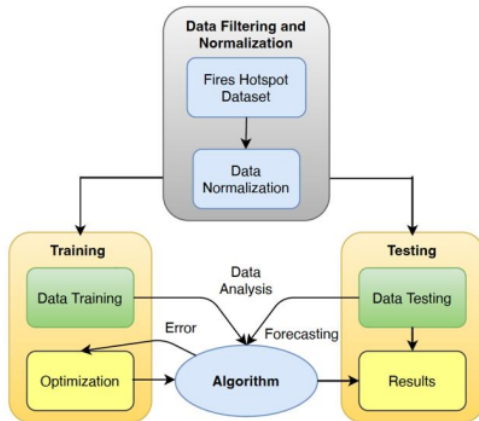 Data Filtering and
Normalization
Fires Hotspot
Dataset
Data
Normalization
Training
Testing
Data Training
Data
Analysis
Data Testing
Error
Forecasting
Optimization
Algorithm
Results